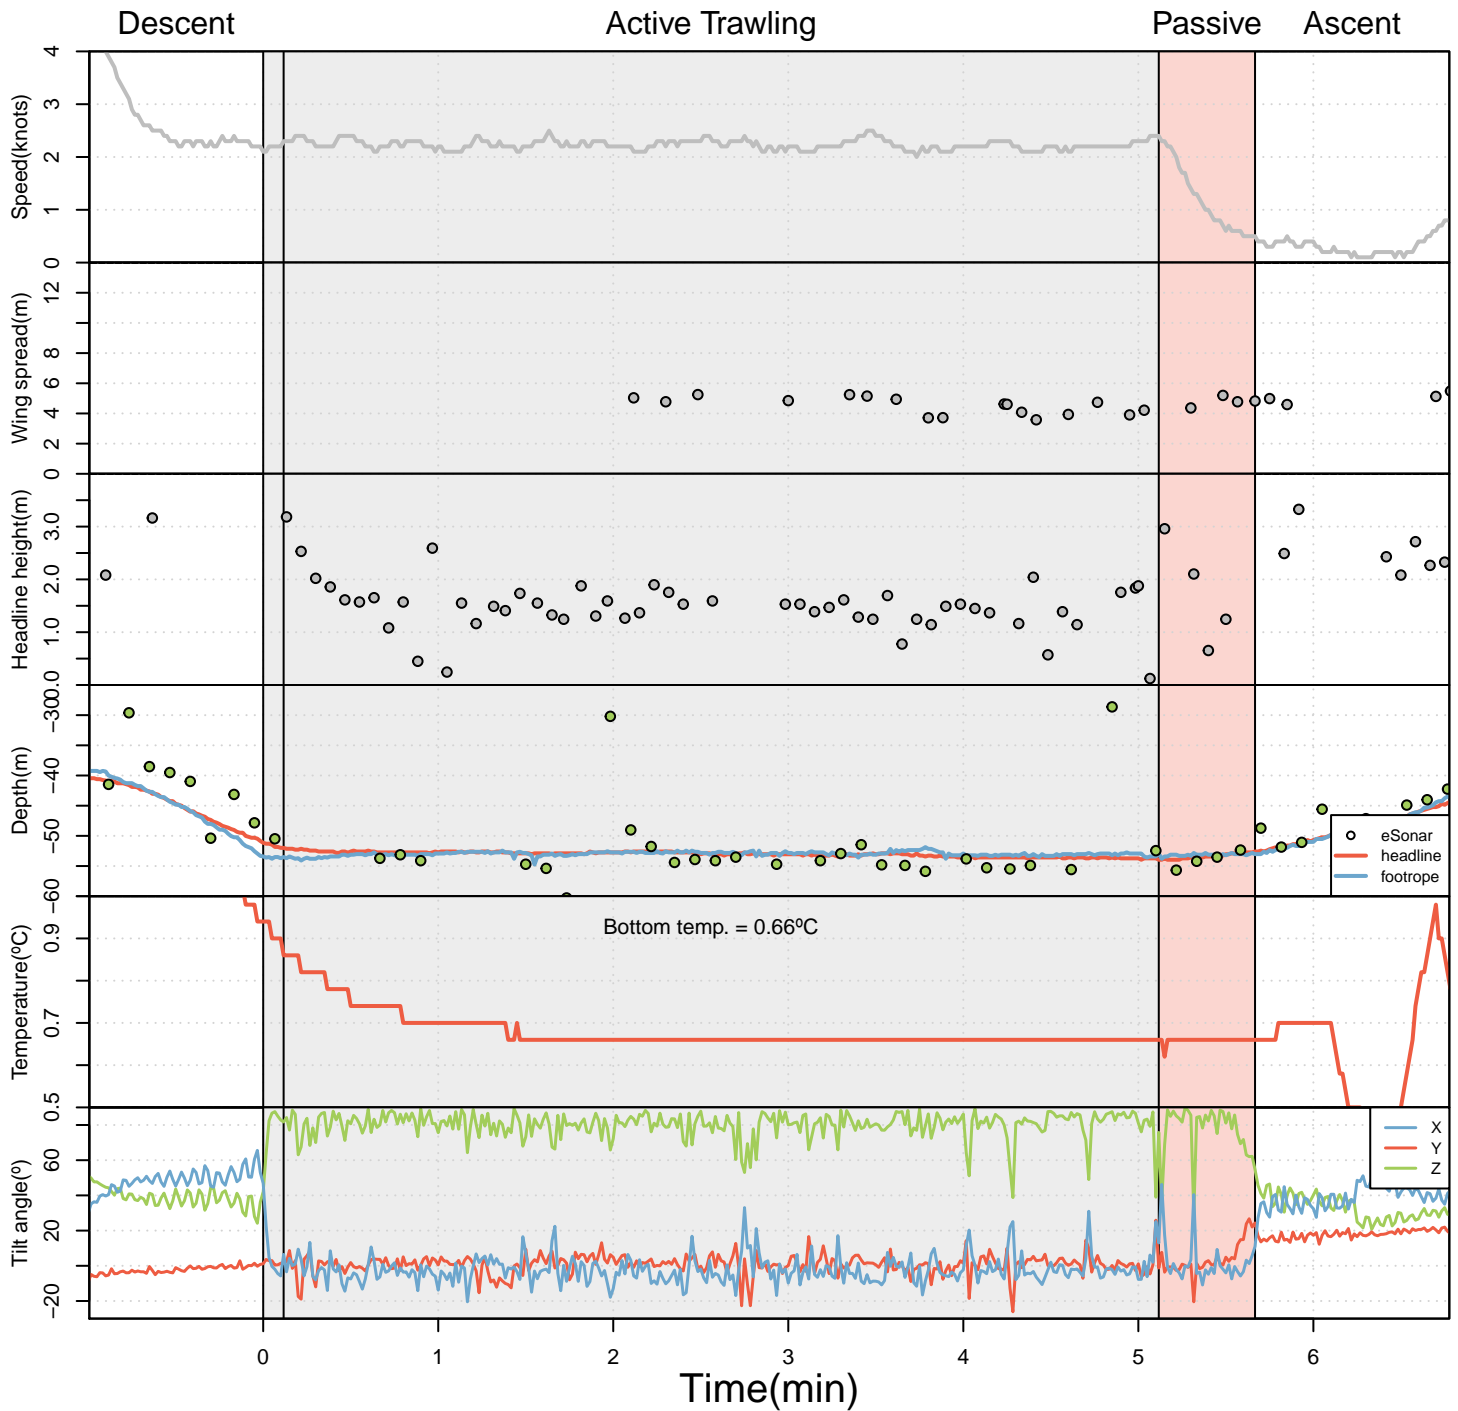 Descent Active Trawling Passive Ascent
Speed(knots)
4
3
2
1
0
Wing spread(m)
12
8
6
4
2
0
Headline height(m)
3.0
2.0
1.0
0.0
Depth(m)
−30
−40
−50
−60
eSonar
headline
footrope
Temperature(ºC)
0.9
0.7
0.5
Bottom temp. = 0.66ºC
Tilt angle(º)
60
20
−20
X
Y
Z
0 1 2 3 4 5 6
Time(min)